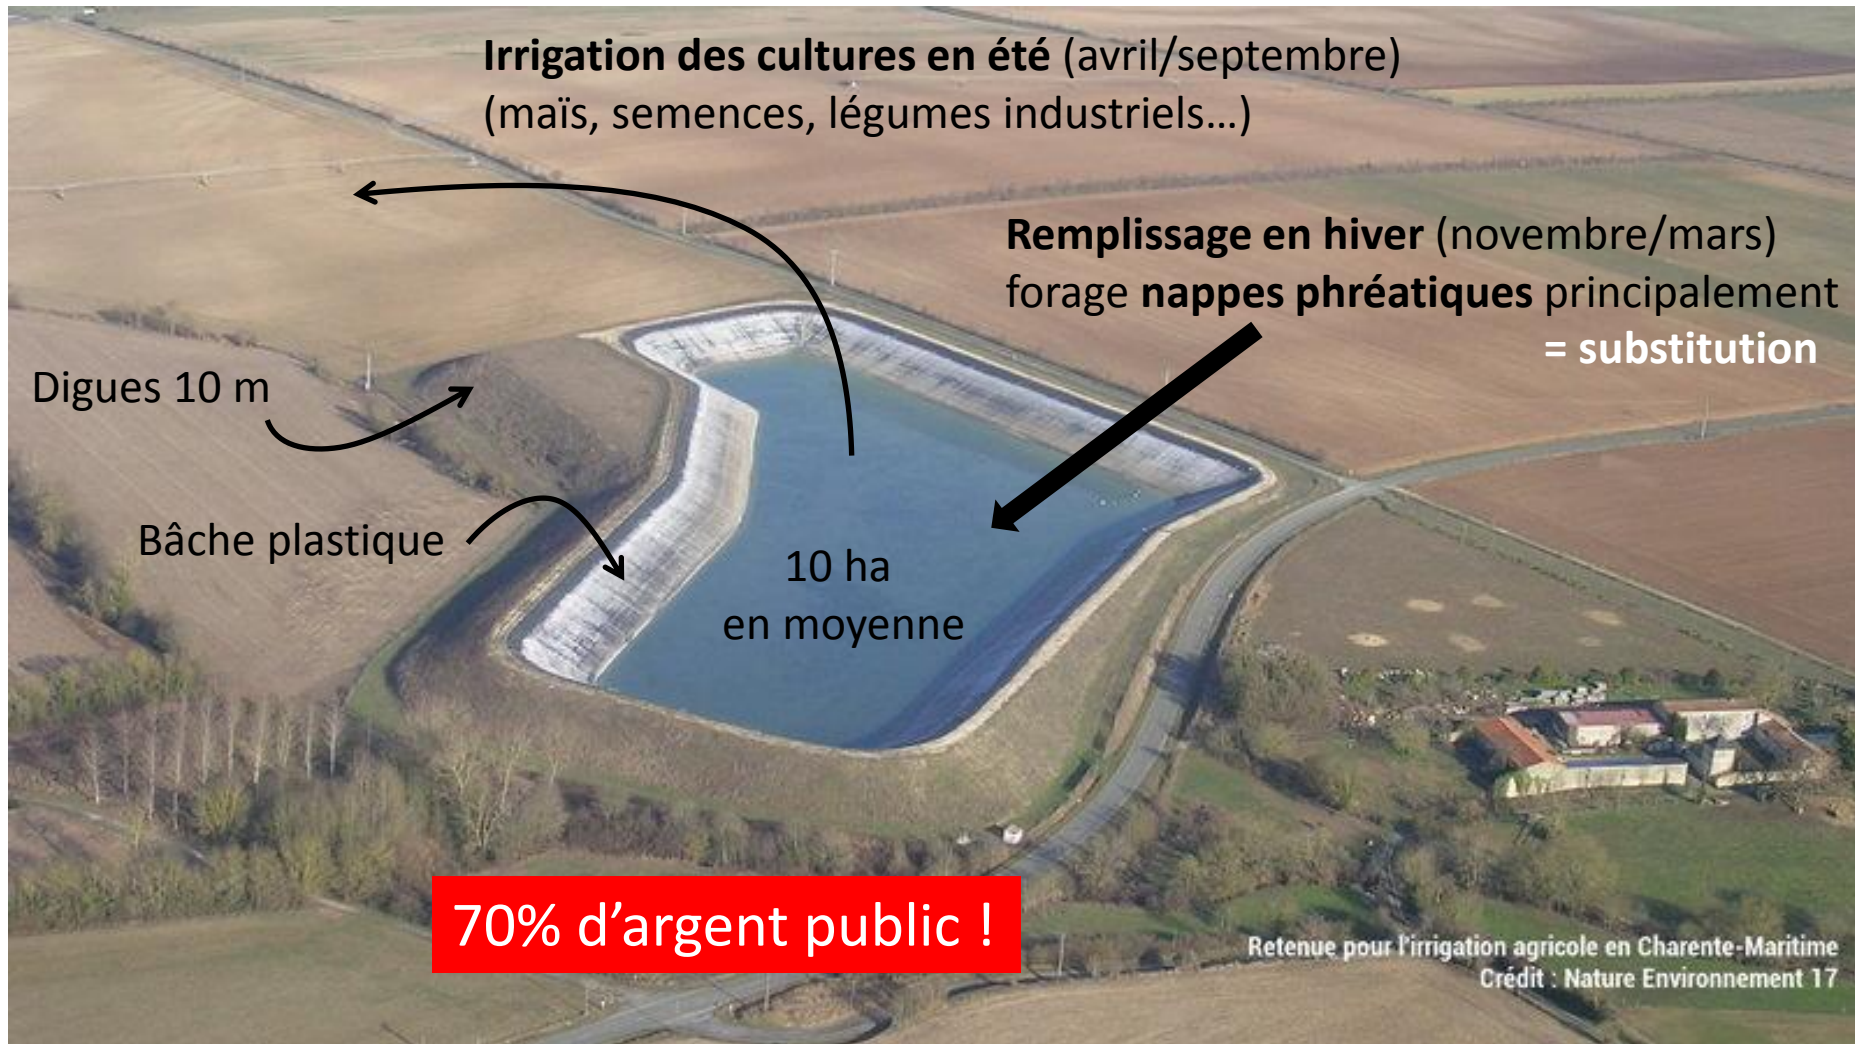 Irrigation des cultures en été (avril/septembre)
(maïs, semences, légumes industriels…)
Remplissage en hiver (novembre/mars)
forage nappes phréatiques principalement
= substitution
Digues 10 m
Bâche plastique
10 ha
en moyenne
70% d’argent public !
Retenue pour l'irrigation agricole en Charente-Maritime
Crédit : Nature Environnement 17